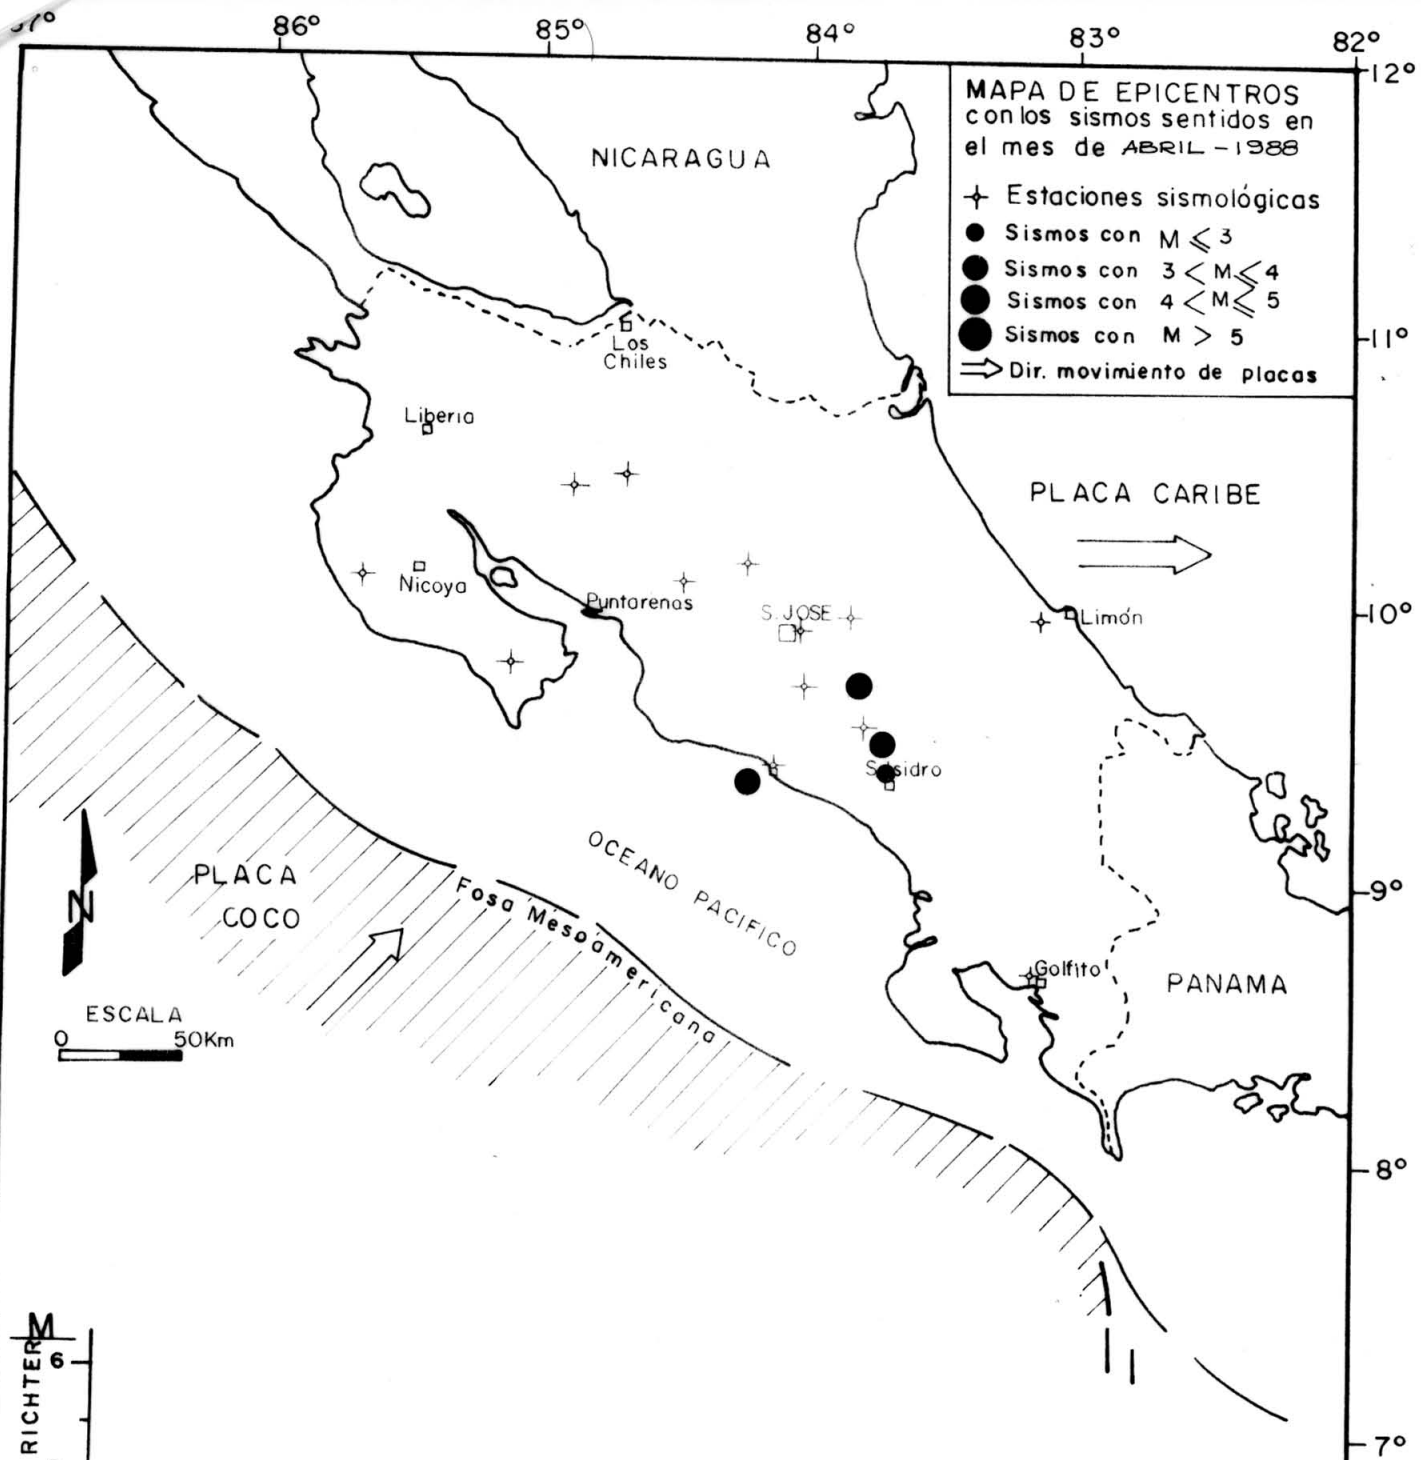 86° 85° 84° 83° 82°
12°
MAPA DE EPICENTROS
con los sismos sentidos en
el mes de ABRIL - 1988
Estaciones sismológicas
Sismos con M ⩽ 3
Sismos con 3 < M ⩽ 4
Sismos con 4 < M ⩽ 5
Sismos con M > 5
Dir. movimiento de placas
NICARAGUA
11°
Los
Chiles
Liberia
PLACA CARIBE
Nicoya
Puntarenas
S. JOSE
Limón
10°
S. Isidro
OCEANO PACIFICO
PLACA
COCO
Fosa Mesoamericana
9°
N
Golfito
PANAMA
ESCALA
0 50Km
8°
M
RICHTER
6
7°